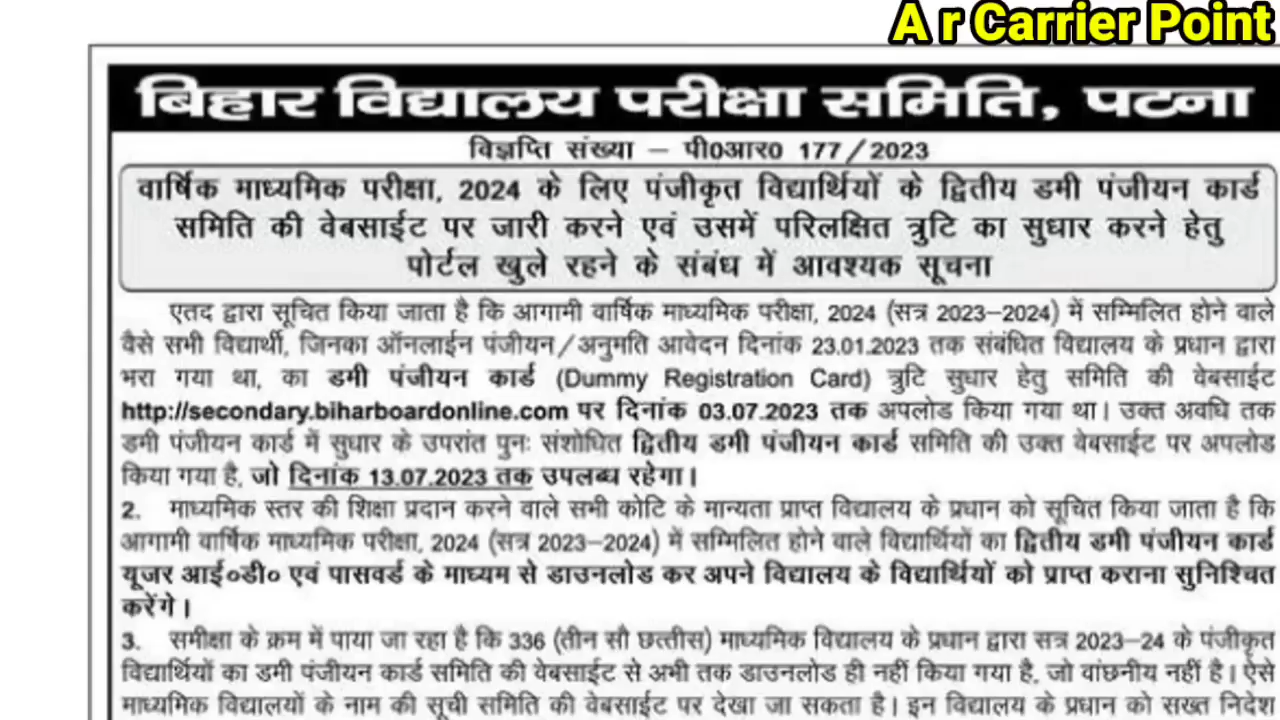 A r Carrier Point
बिहार विद्यालय परीक्षा समिति, पटना
विज्ञप्ति संख्या – पी0आर0 177/2023
वार्षिक माध्यमिक परीक्षा, 2024 के लिए पंजीकृत विद्यार्थियों के द्वितीय डमी पंजीयन कार्ड
समिति की वेबसाईट पर जारी करने एवं उसमें परिलक्षित त्रुटि का सुधार करने हेतु
पोर्टल खुले रहने के संबंध में आवश्यक सूचना
एतद द्वारा सूचित किया जाता है कि आगामी वार्षिक माध्यमिक परीक्षा, 2024 (सत्र 2023–2024) में सम्मिलित होने वाले
वैसे सभी विद्यार्थी, जिनका ऑनलाईन पंजीयन/अनुमति आवेदन दिनांक 23.01.2023 तक संबंधित विद्यालय के प्रधान द्वारा
भरा गया था, का डमी पंजीयन कार्ड (Dummy Registration Card) त्रुटि सुधार हेतु समिति की वेबसाईट
http://secondary.biharboardonline.com पर दिनांक 03.07.2023 तक अपलोड किया गया था। उक्त अवधि तक
डमी पंजीयन कार्ड में सुधार के उपरांत पुनः संशोधित द्वितीय डमी पंजीयन कार्ड समिति की उक्त वेबसाईट पर अपलोड
किया गया है, जो दिनांक 13.07.2023 तक उपलब्ध रहेगा।
2. माध्यमिक स्तर की शिक्षा प्रदान करने वाले सभी कोटि के मान्यता प्राप्त विद्यालय के प्रधान को सूचित किया जाता है कि
आगामी वार्षिक माध्यमिक परीक्षा, 2024 (सत्र 2023–2024) में सम्मिलित होने वाले विद्यार्थियों का द्वितीय डमी पंजीयन कार्ड
यूजर आई०डी० एवं पासवर्ड के माध्यम से डाउनलोड कर अपने विद्यालय के विद्यार्थियों को प्राप्त कराना सुनिश्चित
करेंगे।
3. समीक्षा के क्रम में पाया जा रहा है कि 336 (तीन सौ छत्तीस) माध्यमिक विद्यालय के प्रधान द्वारा सत्र 2023–24 के पंजीकृत
विद्यार्थियों का डमी पंजीयन कार्ड समिति की वेबसाईट से अभी तक डाउनलोड ही नहीं किया गया है, जो वांछनीय नहीं है। ऐसे
माध्यमिक विद्यालयों के नाम की सूची समिति की वेबसाईट पर देखा जा सकता है। इन विद्यालय के प्रधान को सख्त निदेश